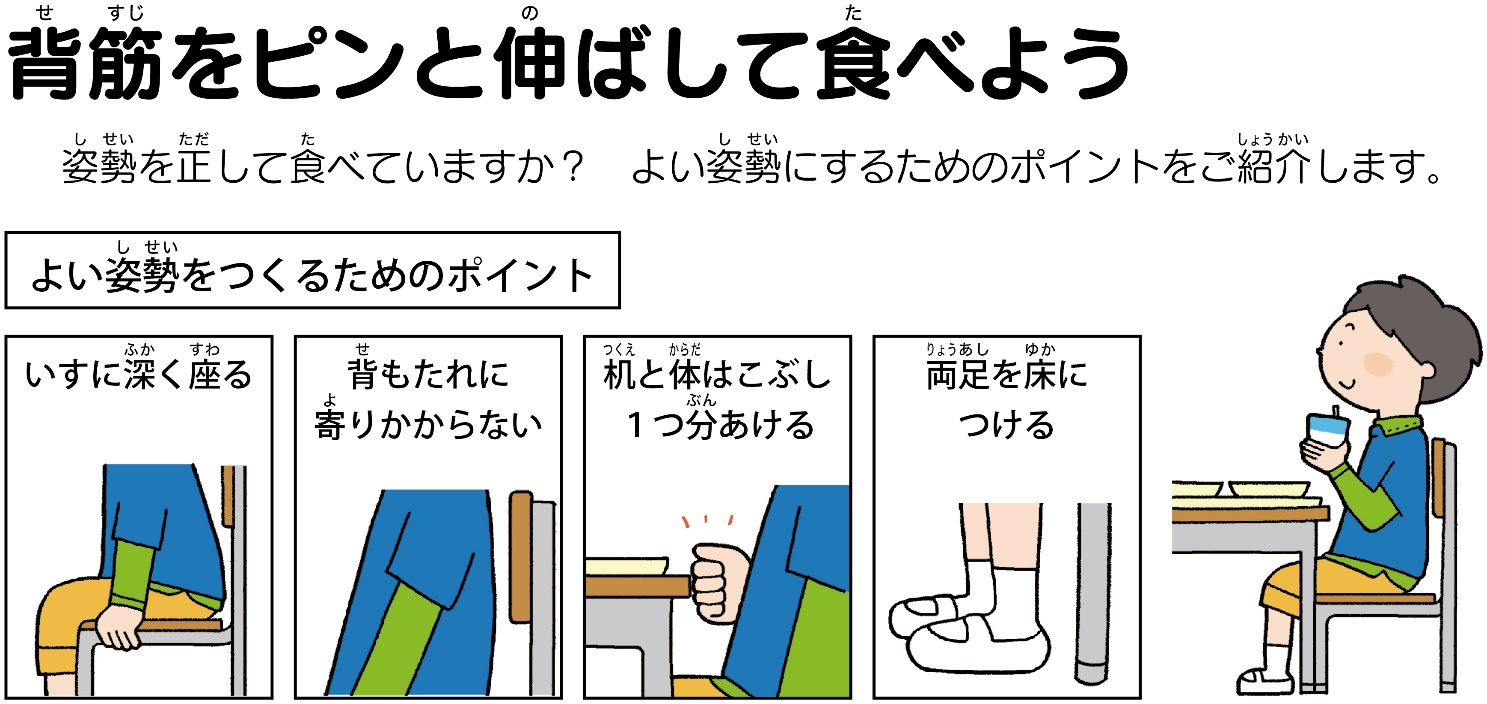 背筋をピンと伸ばして食べよう
姿勢を正して食べていますか？　よい姿勢にするためのポイントをご紹介します。
よい姿勢をつくるためのポイント
いすに深く座る
背もたれに
寄りかからない
机と体はこぶし
１つ分あける
両足を床に
つける